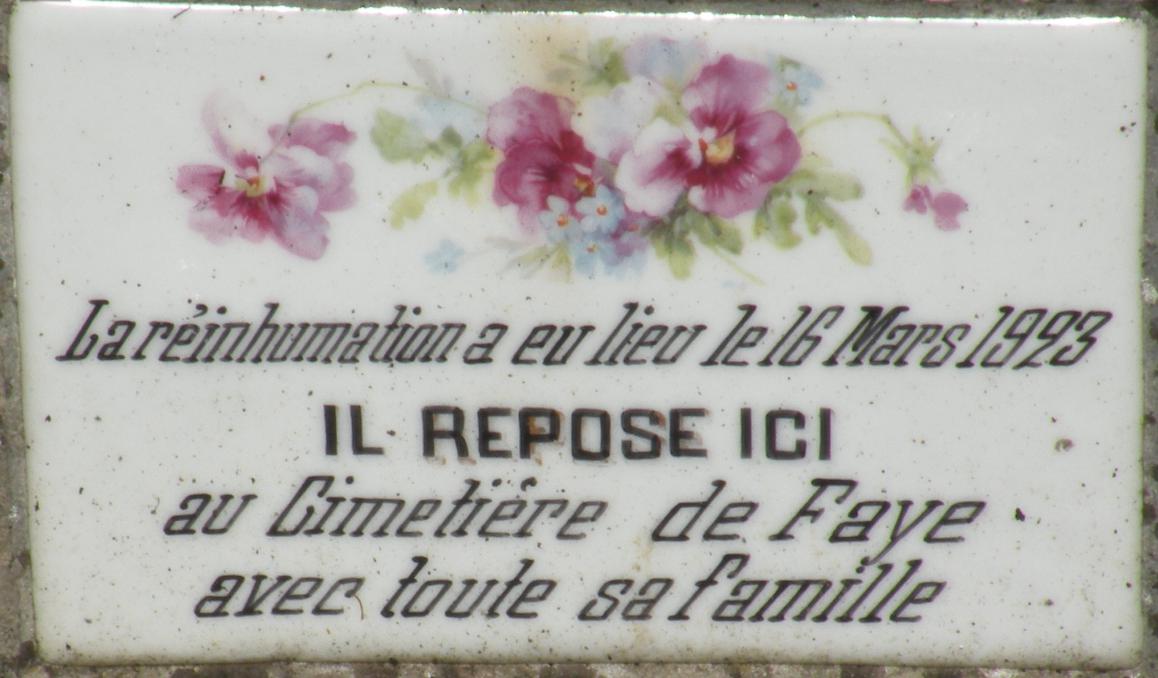 La réinhumation a eu lieu le 16 Mars 1923
IL REPOSE ICI
au Cimetière de Faye
avec toute sa famille